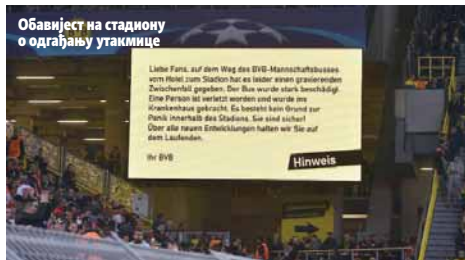 Обавијест на стадиону
о одгађању утакмице
Liebe Fans, auf dem Weg des BVB-Mannschaftsbusses
vom Hotel zum Stadion hat es leider einen gravierenden
Zwischenfall gegeben. Der Bus wurde stark beschädigt.
Eine Person ist verletzt worden und wurde ins
Krankenhaus gebracht. Es besteht kein Grund zur
Panik innerhalb des Stadions. Sie sind sicher!
Über alle neuen Entwicklungen halten wir Sie auf
dem Laufenden.
Ihr BVB
Hinweis